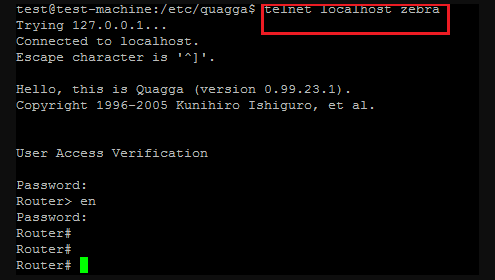 test@test-machine:/etc/quagga$ telnet localhost zebra
Trying 127.0.0.1...
Connected to localhost.
Escape character is '^]'.
Hello, this is Quagga (version 0.99.23.1).
Copyright 1996-2005 Kunihiro Ishiguro, et al.
User Access Verification
Password:
Router> en
Password:
Router#
Router#
Router#